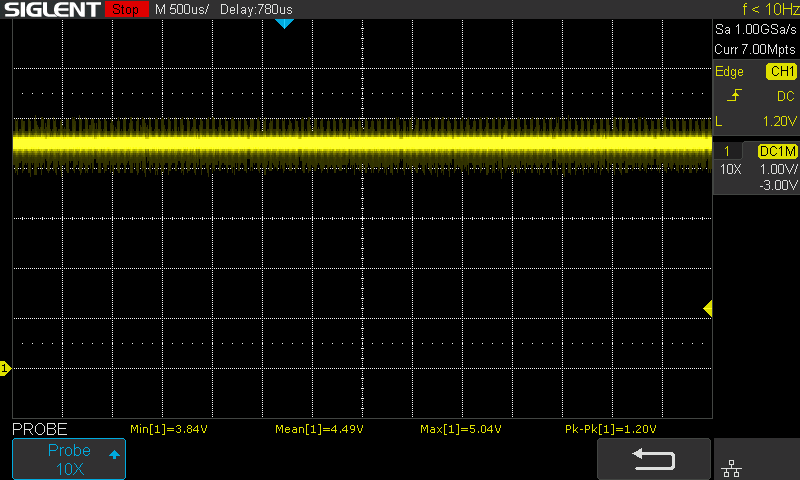 SIGLENT Stop M 500us/ Delay:780us f < 10Hz
Sa 1.00GSa/s
Curr 7.00Mpts
Edge CH1
DC
L 1.20V
1 DC1M
10X 1.00V/
-3.00V
1
PROBE Min[1]=3.84V Mean[1]=4.49V Max[1]=5.04V Pk-Pk[1]=1.20V
Probe
10X